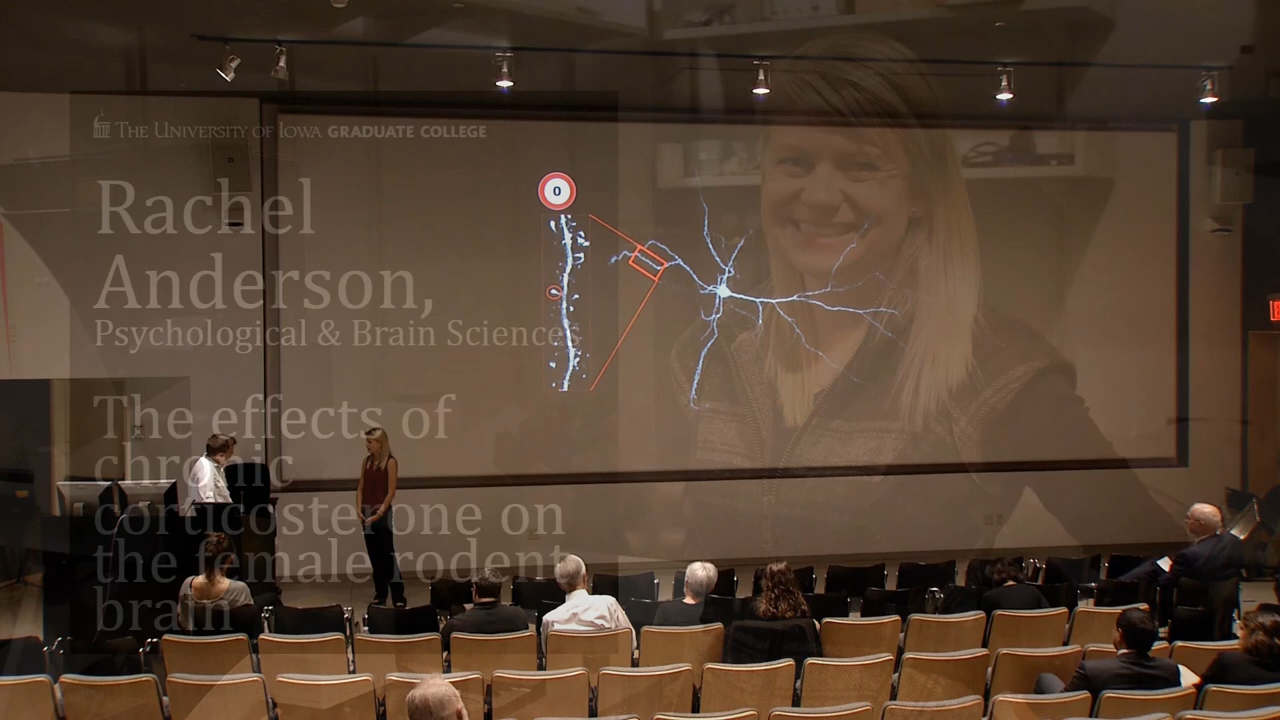 THE UNIVERSITY OF IOWA GRADUATE COLLEGE
0
Rachel
Anderson,
Psychological & Brain Sciences
The effects of
chronic
corticosterone on
the female rodent
brain